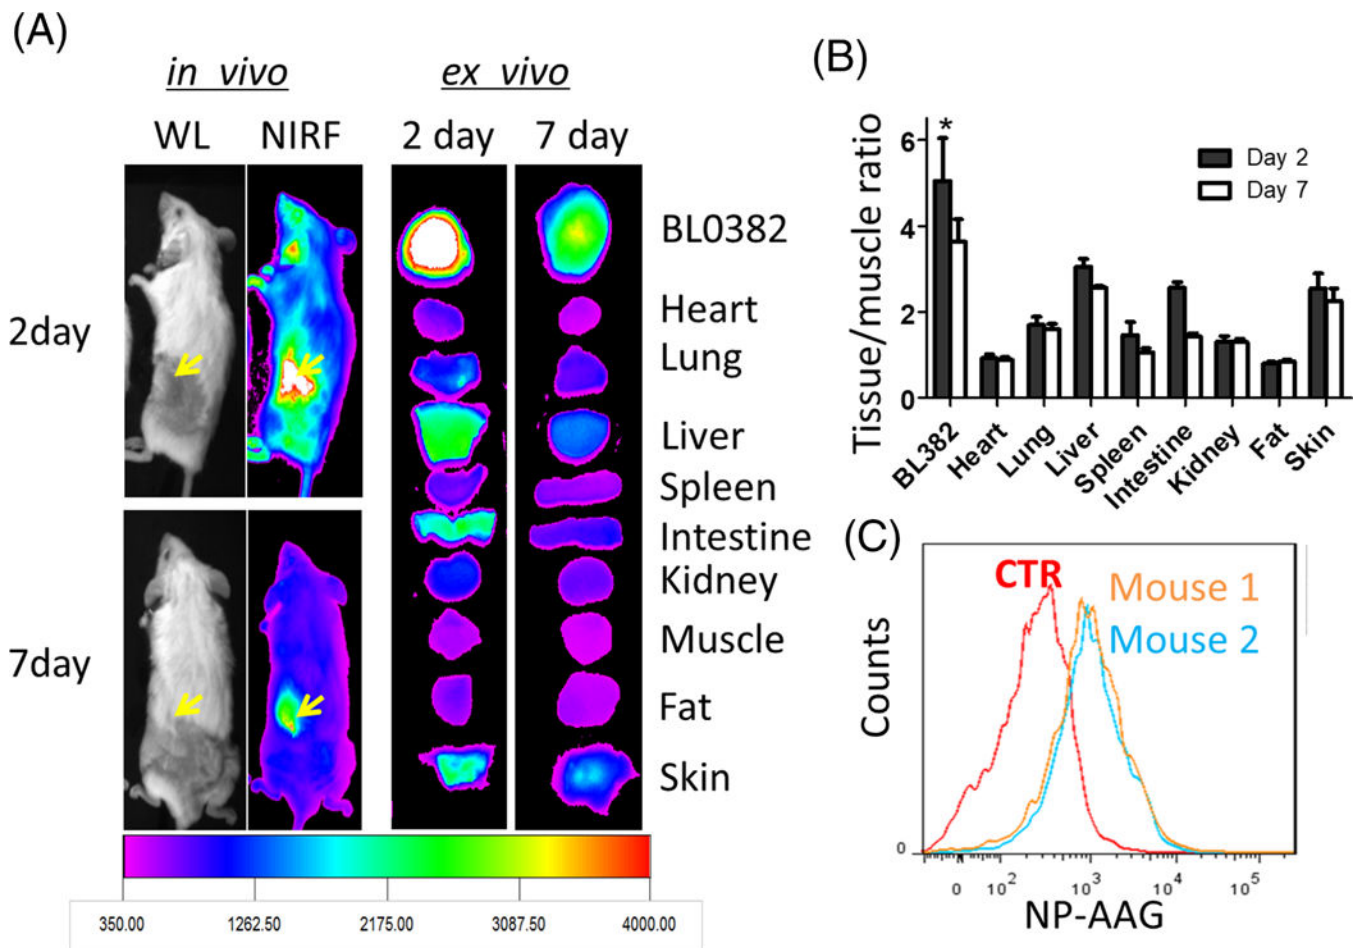 (A)
in vivo
ex vivo
WL
NIRF
2 day
7 day
2day
7day
BL0382
Heart
Lung
Liver
Spleen
Intestine
Kidney
Muscle
Fat
Skin
350.00
1262.50
2175.00
3087.50
4000.00
(B)
Tissue/muscle ratio
6
4
2
0
*
Day 2
Day 7
BL382
Heart
Lung
Liver
Spleen
Intestine
Kidney
Fat
Skin
(C)
CTR
Mouse 1
Mouse 2
Counts
0
0
10²
10³
10⁴
10⁵
NP-AAG